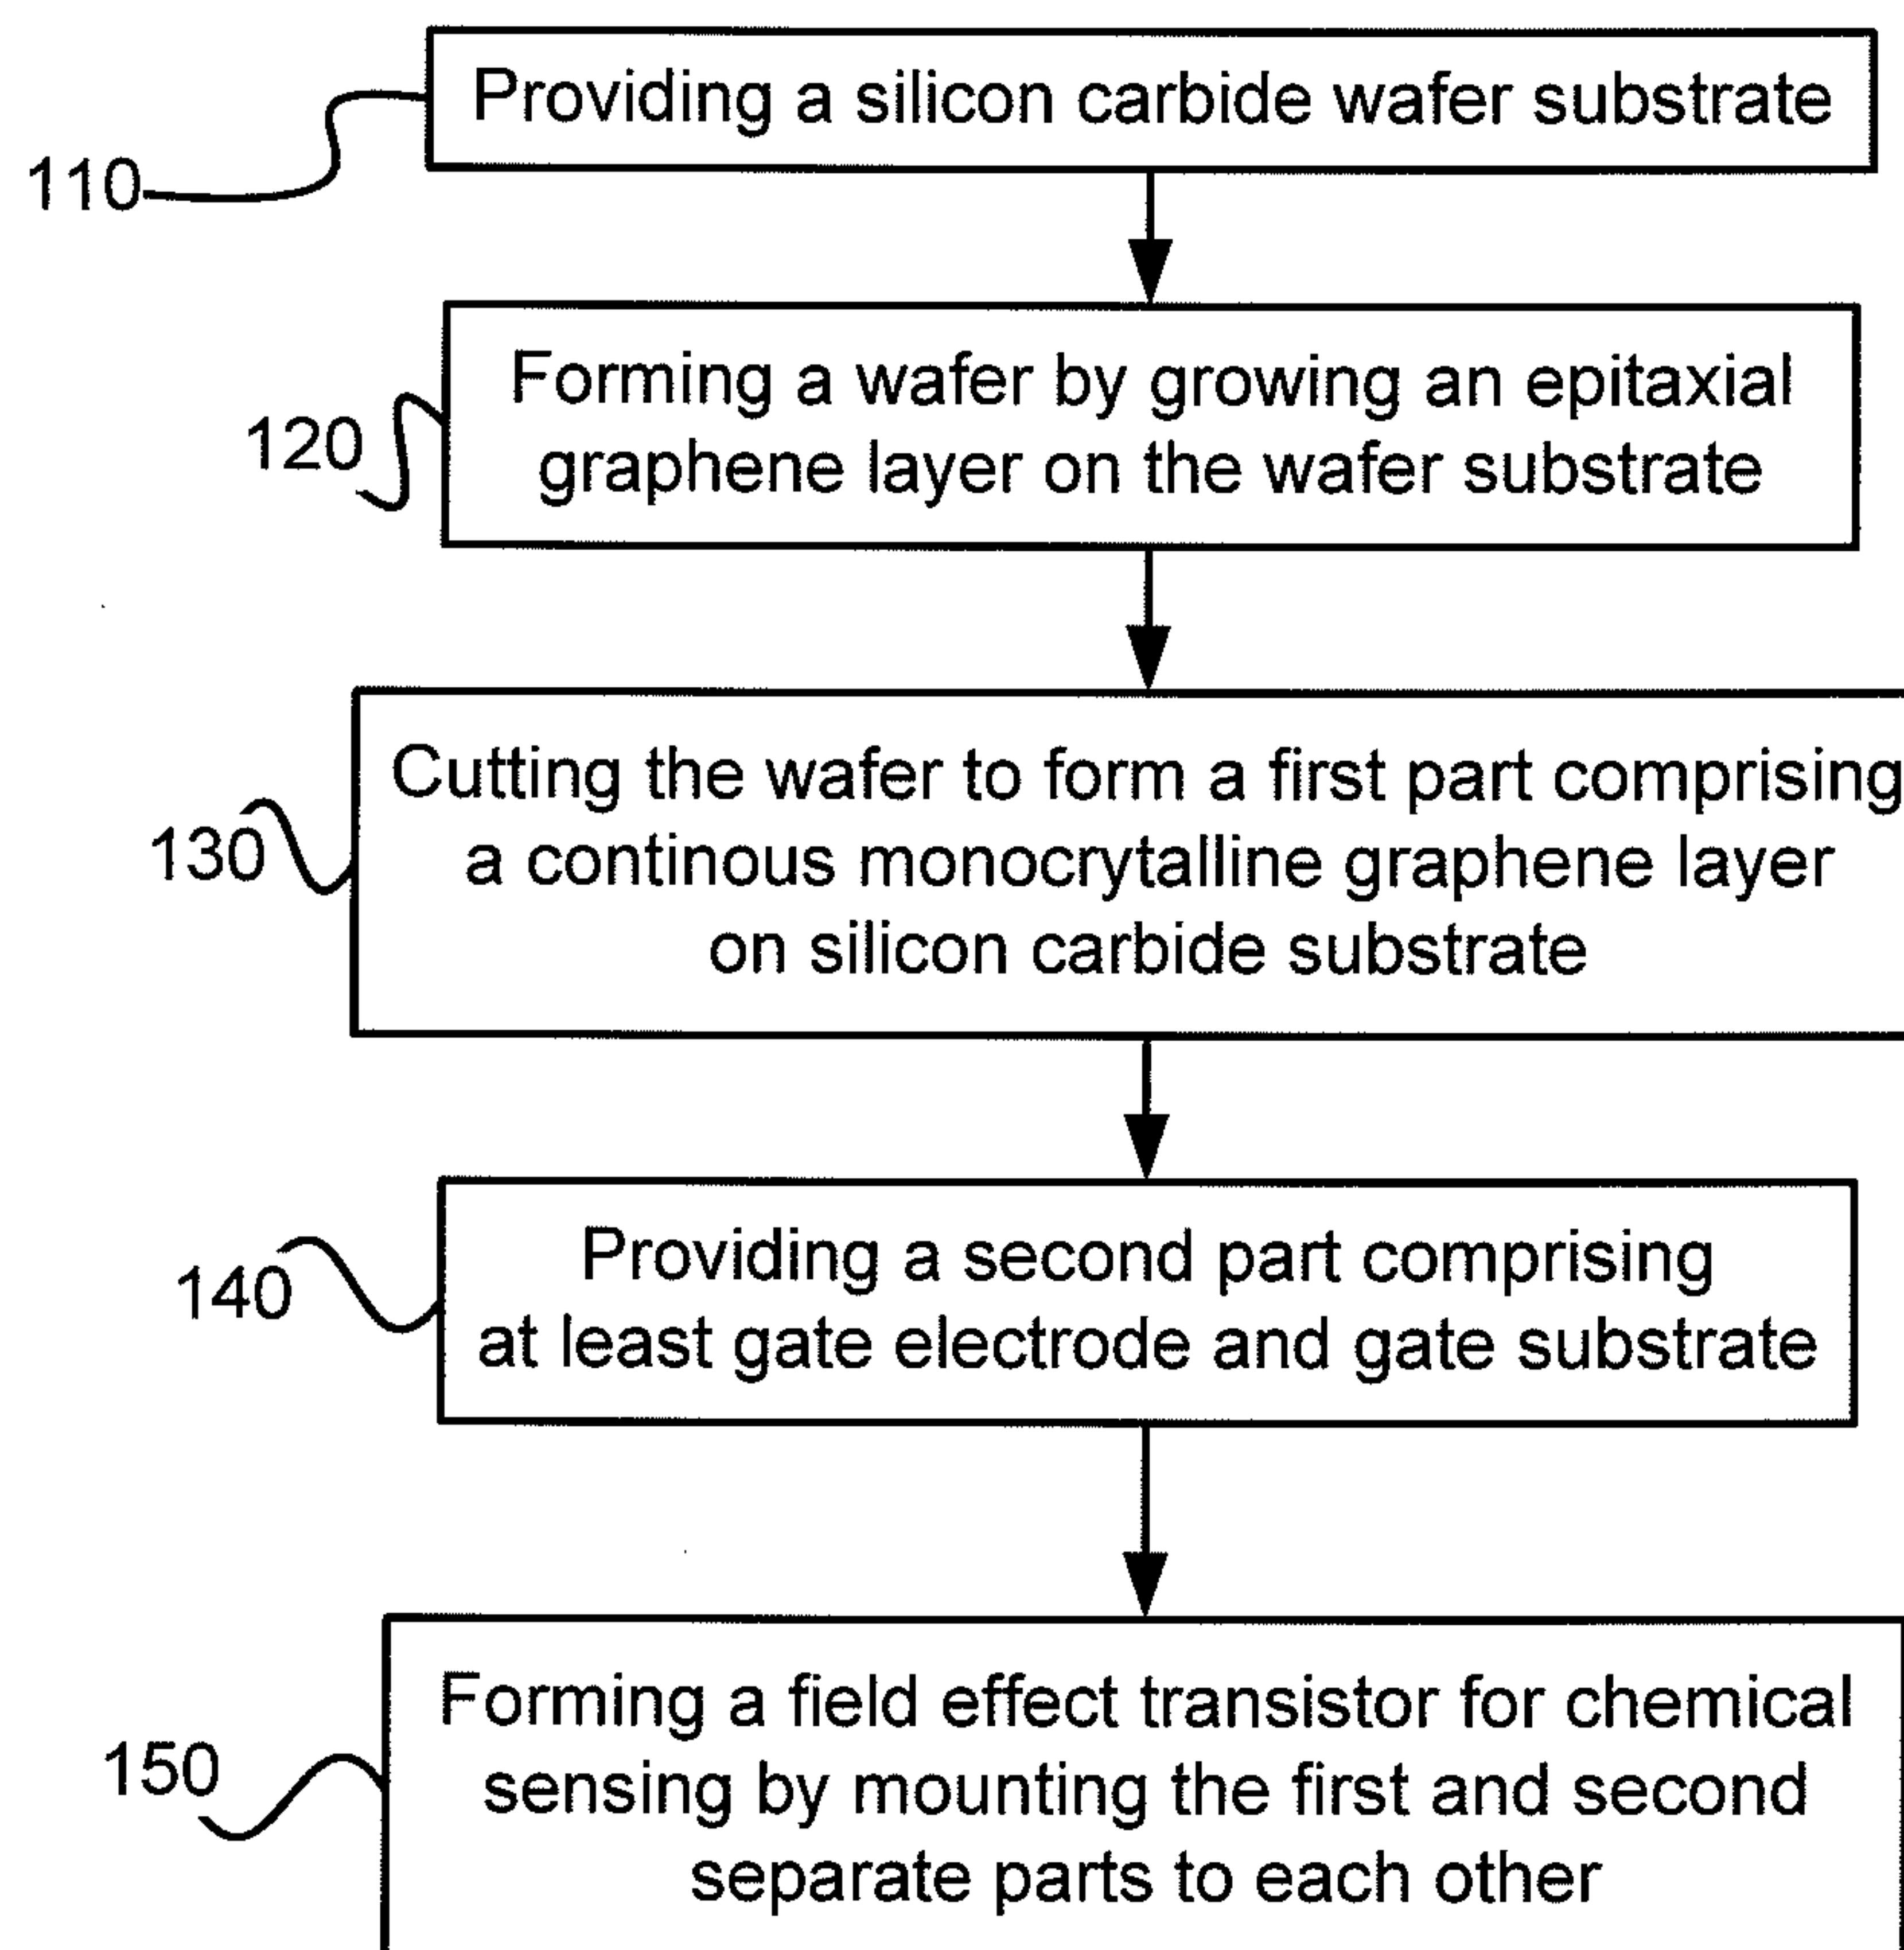 Providing a silicon carbide wafer substrate
110
Forming a wafer by growing an epitaxial
graphene layer on the wafer substrate
120
Cutting the wafer to form a first part comprising
a continous monocrytalline graphene layer
on silicon carbide substrate
130
Providing a second part comprising
at least gate electrode and gate substrate
140
Forming a field effect transistor for chemical
sensing by mounting the first and second
separate parts to each other
150